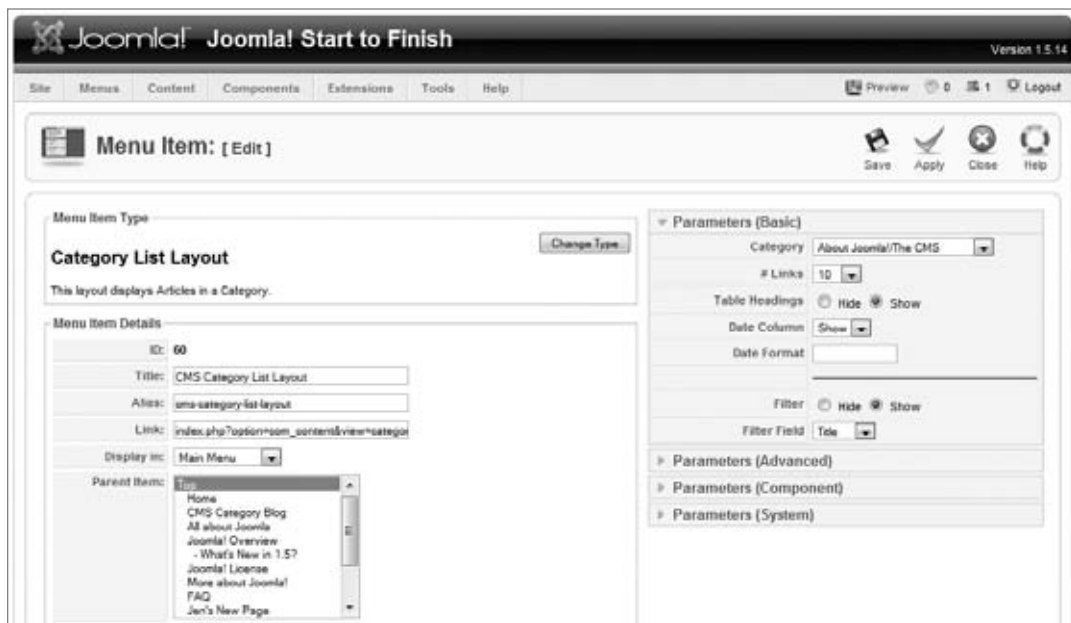 Joomla! Joomla! Start to Finish
Version 1.5.14
Site Menus Content Components Extensions Tools Help Preview 0 1 Logout
Menu Item: [ Edit ]
Save Apply Close Help
Menu Item Type
Change Type
Category List Layout
This layout displays Articles in a Category.
Menu Item Details
ID: 60
Title: CMS Category List Layout
Alias: cms-category-list-layout
Link: index.php?option=com_content&view=categor
Display in: Main Menu
Parent Item: Top
Home
CMS Category Blog
All about Joomla
Joomla! Overview
- What's New in 1.5?
Joomla! License
More about Joomla!
FAQ
Jen's New Page
Parameters (Basic)
Category About Joomla!/The CMS
# Links 10
Table Headings Hide Show
Date Column Show
Date Format
Filter Hide Show
Filter Field Title
Parameters (Advanced)
Parameters (Component)
Parameters (System)